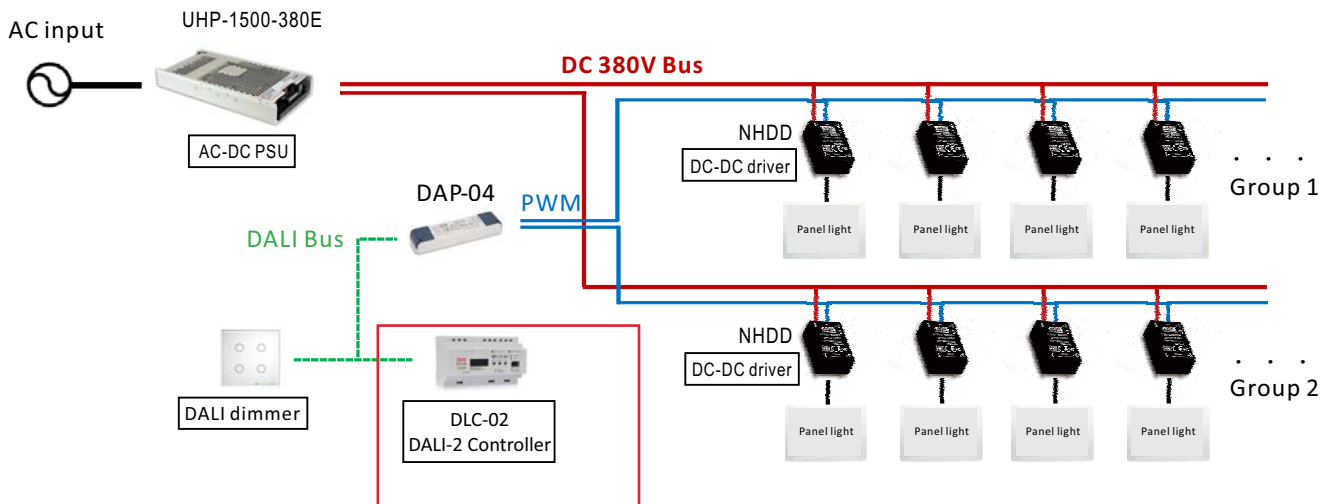 UHP-1500-380E
AC input
AC-DC PSU
DC 380V Bus
NHDD
DC-DC driver
Panel light
Panel light
Panel light
Panel light
. . .
Group 1
DAP-04
PWM
DALI Bus
NHDD
DC-DC driver
Panel light
Panel light
Panel light
Panel light
. . .
Group 2
DALI dimmer
DLC-02
DALI-2 Controller